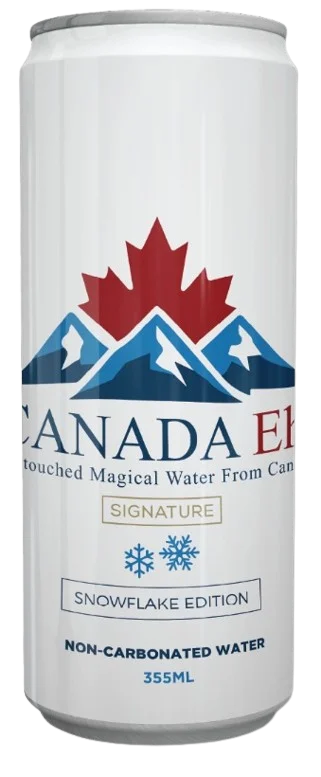 CANADA Eh
touched Magical Water From Can
SIGNATURE
SNOWFLAKE EDITION
NON-CARBONATED WATER
355ML